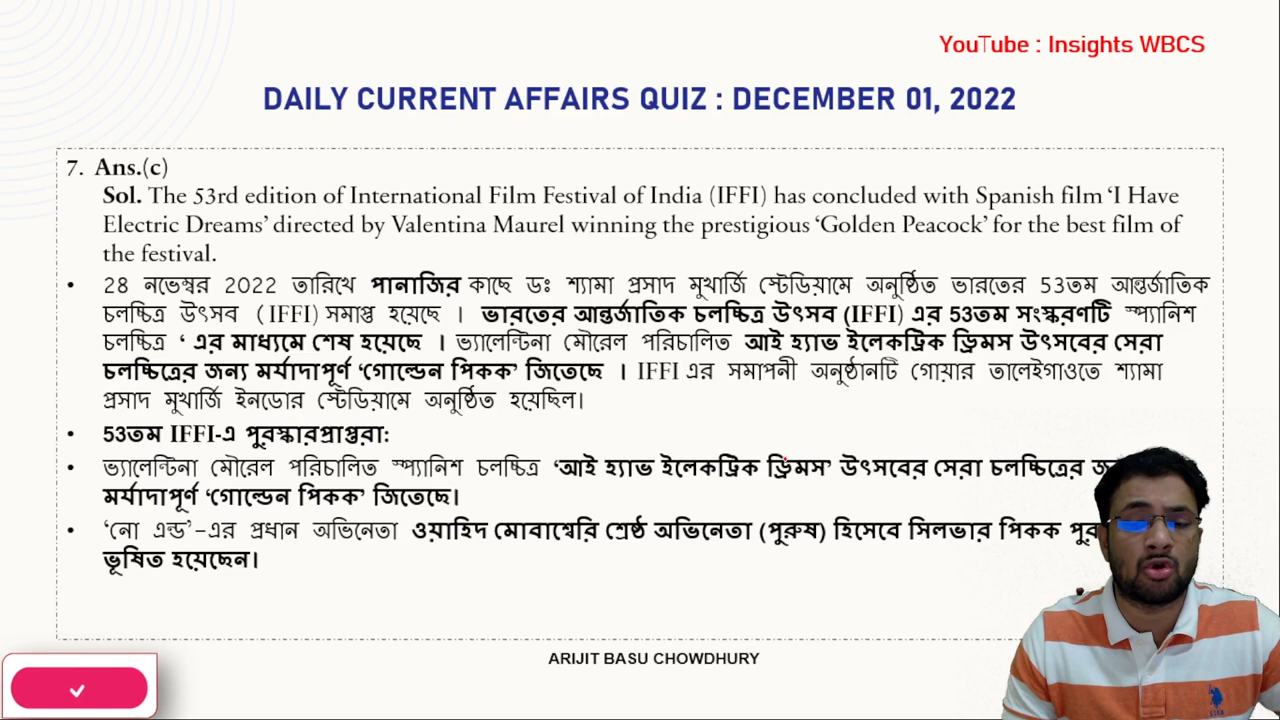 YouTube : Insights WBCS
DAILY CURRENT AFFAIRS QUIZ : DECEMBER 01, 2022
7. Ans.(c)
Sol. The 53rd edition of International Film Festival of India (IFFI) has concluded with Spanish film ‘I Have
Electric Dreams’ directed by Valentina Maurel winning the prestigious ‘Golden Peacock’ for the best film of
the festival.
• 28 নভেম্বর 2022 তারিখে পানাজির কাছে ডঃ শ্যামা প্রসাদ মুখার্জি স্টেডিয়ামে অনুষ্ঠিত ভারতের 53তম আন্তর্জাতিক
চলচ্চিত্র উৎসব (IFFI) সমাপ্ত হয়েছে । ভারতের আন্তর্জাতিক চলচ্চিত্র উৎসব (IFFI) এর 53তম সংস্করণটি স্প্যানিশ
চলচ্চিত্র ‘ এর মাধ্যমে শেষ হয়েছে । ভ্যালেন্টিনা মৌরেল পরিচালিত আই হ্যাভ ইলেকট্রিক ড্রিমস উৎসবের সেরা
চলচ্চিত্রের জন্য মর্যাদাপূর্ণ ‘গোল্ডেন পিকক’ জিতেছে । IFFI এর সমাপনী অনুষ্ঠানটি গোয়ার তালেইগাওতে শ্যামা
প্রসাদ মুখার্জি ইনডোর স্টেডিয়ামে অনুষ্ঠিত হয়েছিল।
• 53তম IFFI-এ পুরস্কারপ্রাপ্তরা:
• ভ্যালেন্টিনা মৌরেল পরিচালিত স্প্যানিশ চলচ্চিত্র ‘আই হ্যাভ ইলেকট্রিক ড্রিমস’ উৎসবের সেরা চলচ্চিত্রের
মর্যাদাপূর্ণ ‘গোল্ডেন পিকক’ জিতেছে।
• ‘নো এন্ড’-এর প্রধান অভিনেতা ওয়াহিদ মোবাশ্বেরি শ্রেষ্ঠ অভিনেতা (পুরুষ) হিসেবে সিলভার পিকক
ভূষিত হয়েছেন।
ARIJIT BASU CHOWDHURY